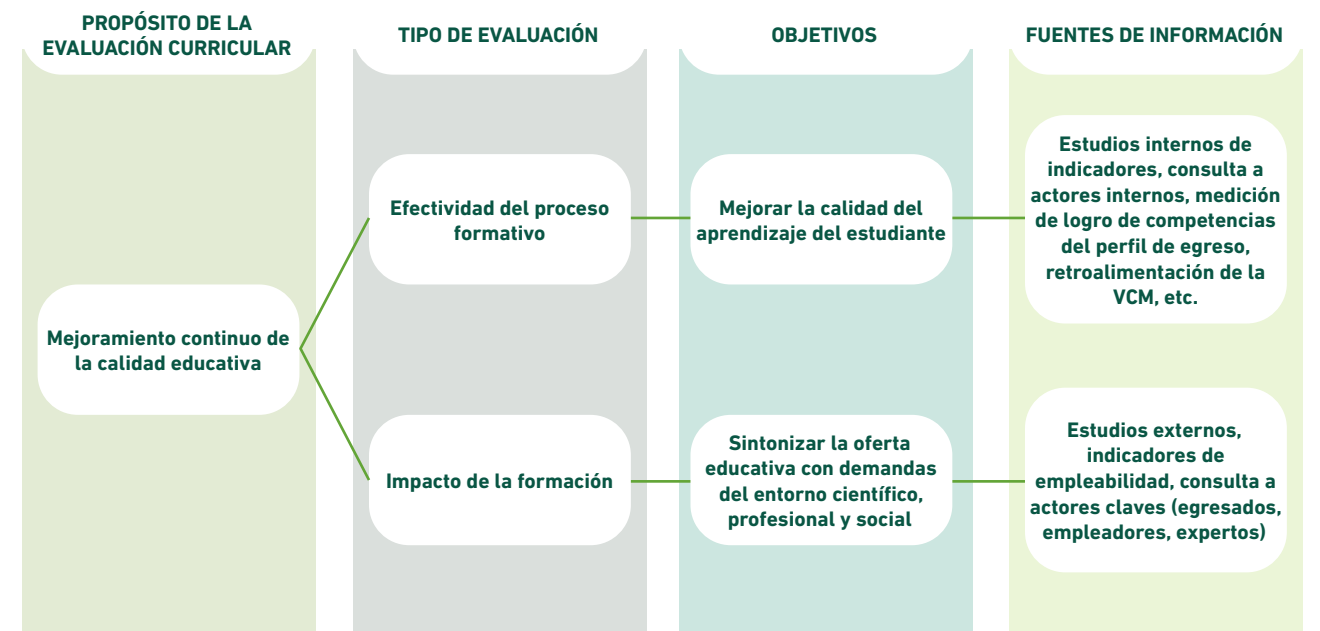 PROPÓSITO DE LA
EVALUACIÓN CURRICULAR
TIPO DE EVALUACIÓN
OBJETIVOS
FUENTES DE INFORMACIÓN
Mejoramiento continuo de
la calidad educativa
Efectividad del proceso
formativo
Mejorar la calidad del
aprendizaje del estudiante
Estudios internos de
indicadores, consulta a
actores internos, medición
de logro de competencias
del perfil de egreso,
retroalimentación de la
VCM, etc.
Impacto de la formación
Sintonizar la oferta
educativa con demandas
del entorno científico,
profesional y social
Estudios externos,
indicadores de
empleabilidad, consulta a
actores claves (egresados,
empleadores, expertos)